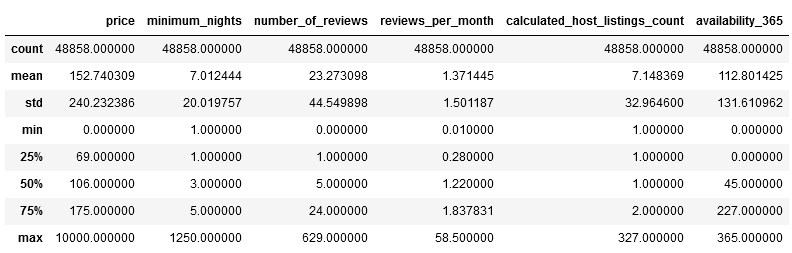 price minimum_nights number_of_reviews reviews_per_month calculated_host_listings_count availability_365
count 48858.000000 48858.000000 48858.000000 48858.000000 48858.000000 48858.000000
mean 152.740309 7.012444 23.273098 1.371445 7.148369 112.801425
std 240.232386 20.019757 44.549898 1.501187 32.964600 131.610962
min 0.000000 1.000000 0.000000 0.010000 1.000000 0.000000
25% 69.000000 1.000000 1.000000 0.280000 1.000000 0.000000
50% 106.000000 3.000000 5.000000 1.220000 1.000000 45.000000
75% 175.000000 5.000000 24.000000 1.837831 2.000000 227.000000
max 10000.000000 1250.000000 629.000000 58.500000 327.000000 365.000000